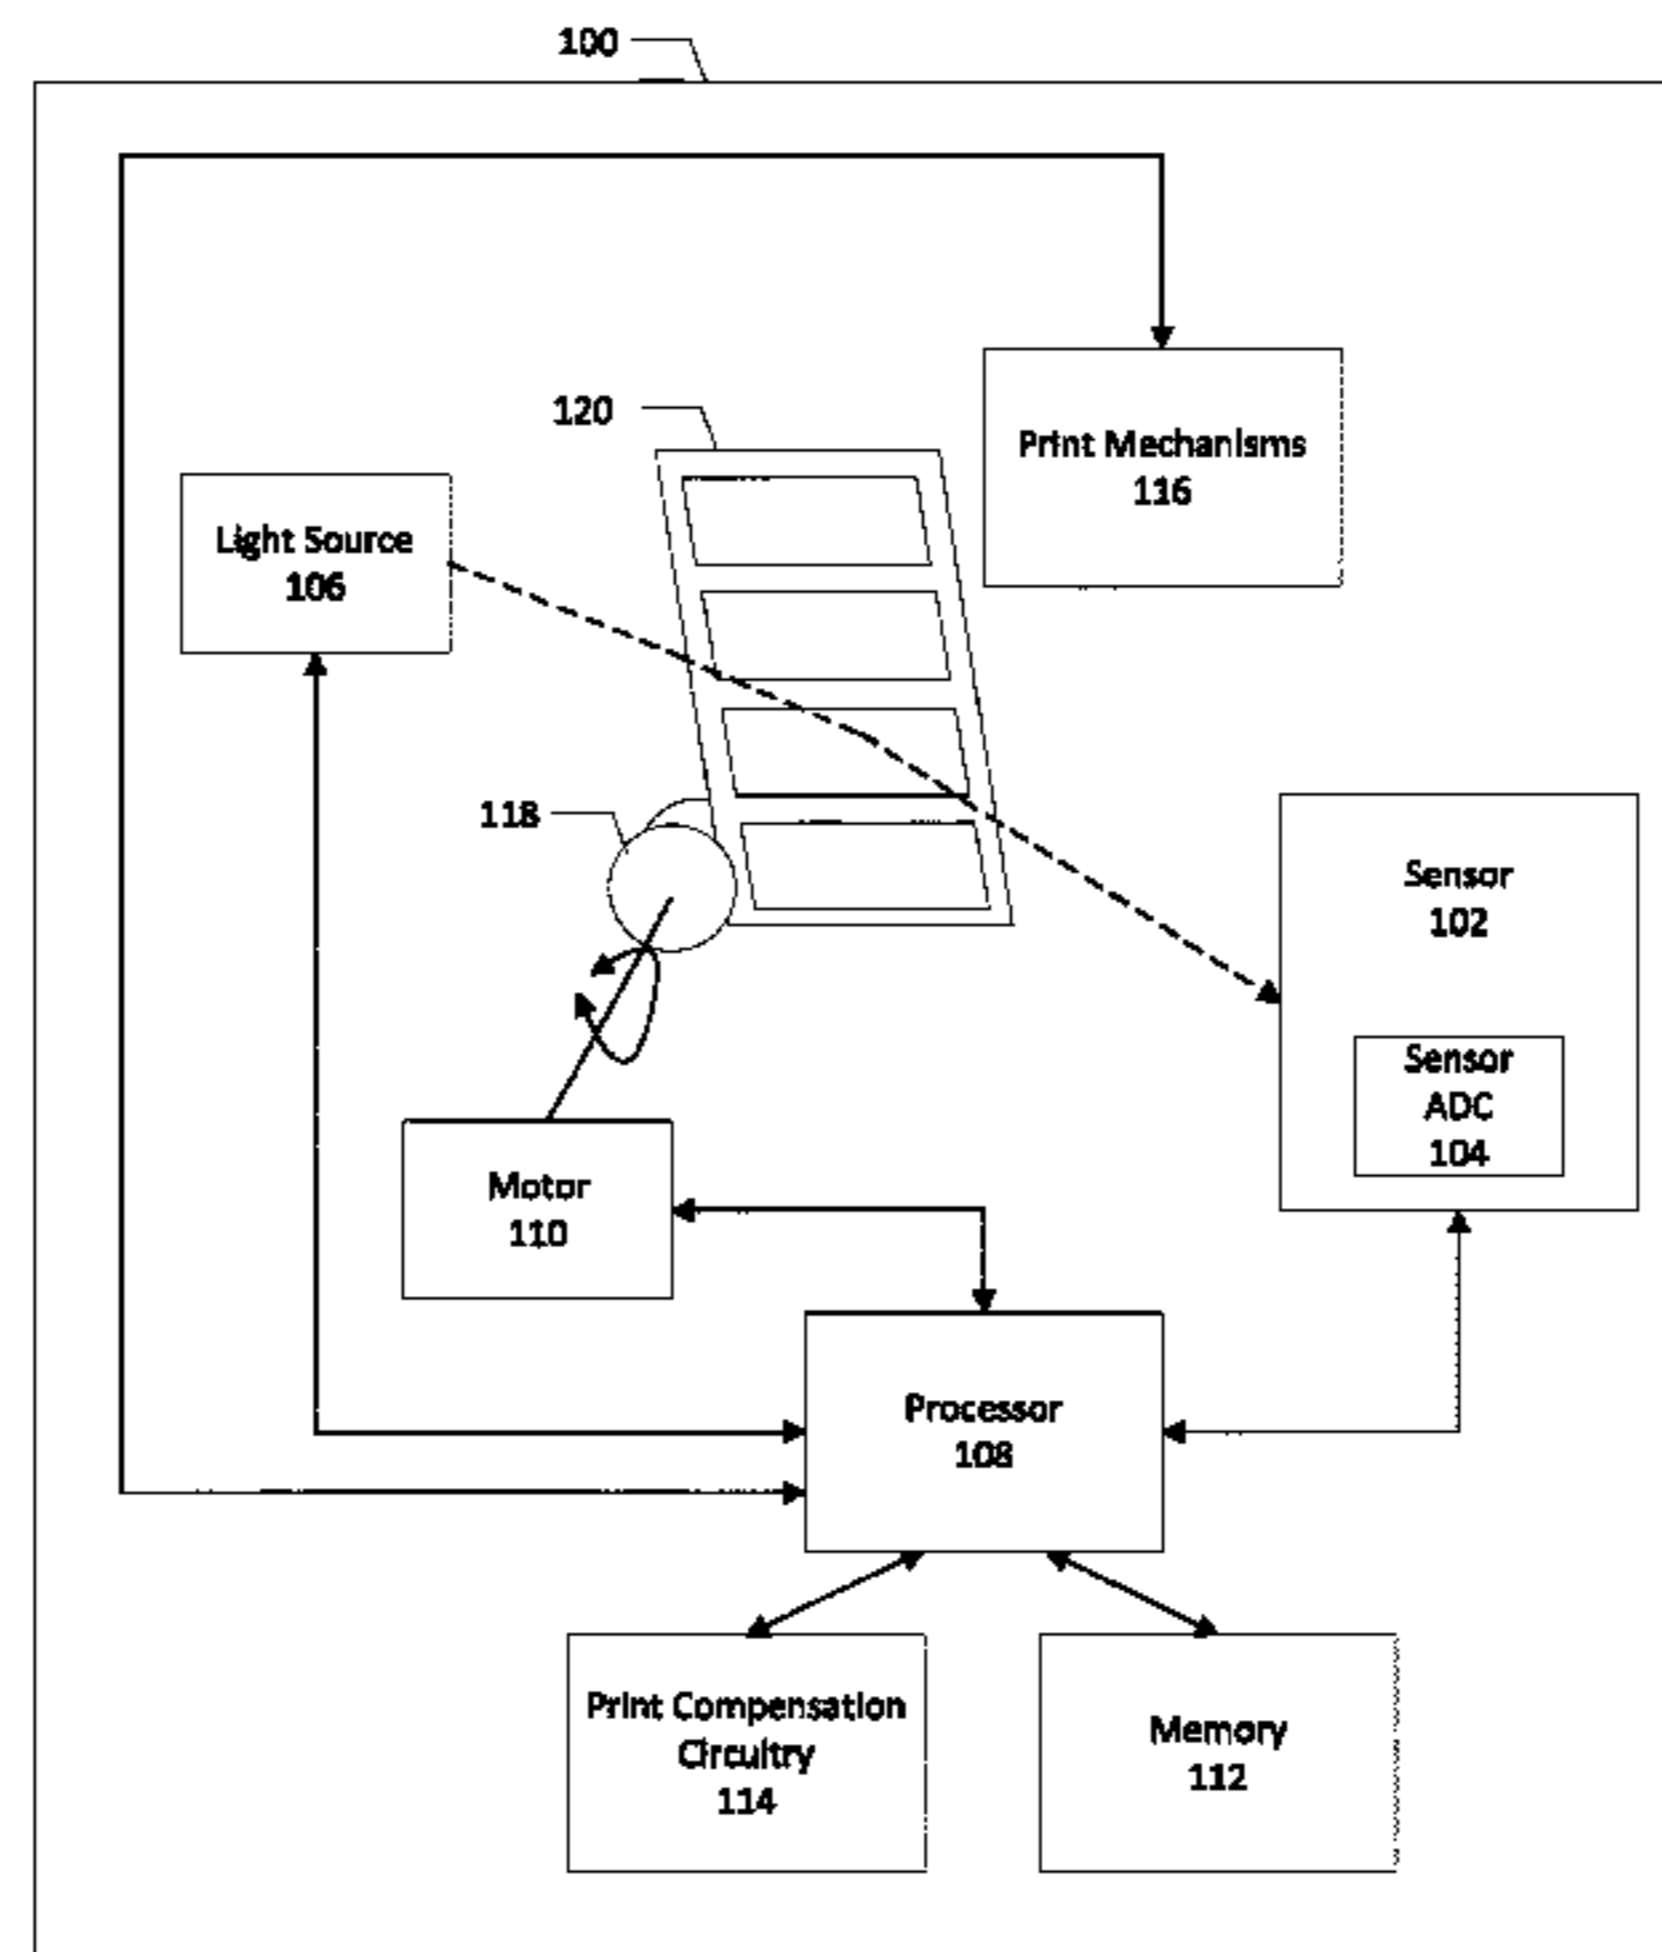 100
Print Mechanisms
116
120
Light Source
106
118
Sensor
102
Sensor
ADC
104
Motor
110
Processor
108
Print Compensation
Circuitry
114
Memory
112